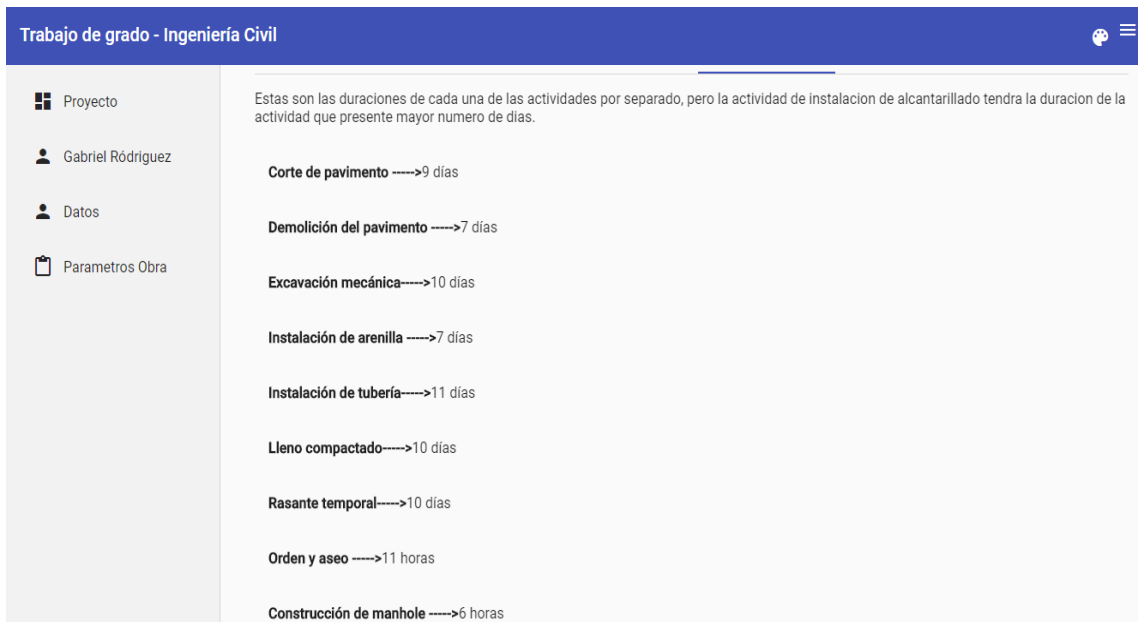 Trabajo de grado - Ingeniería Civil
Proyecto
Gabriel Ródriguez
Datos
Parametros Obra
Estas son las duraciones de cada una de las actividades por separado, pero la actividad de instalacion de alcantarillado tendra la duracion de la
actividad que presente mayor numero de dias.
Corte de pavimento ----->9 días
Demolición del pavimento ----->7 días
Excavación mecánica----->10 días
Instalación de arenilla ----->7 días
Instalación de tubería----->11 días
Lleno compactado----->10 días
Rasante temporal----->10 días
Orden y aseo ----->11 horas
Construcción de manhole ----->6 horas